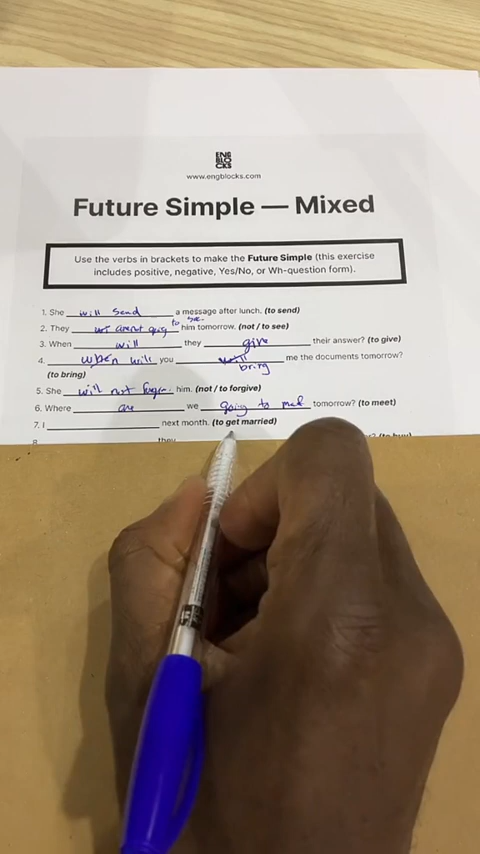 ENG
BLO
CKS
www.engblocks.com
Future Simple — Mixed
Use the verbs in brackets to make the Future Simple (this exercise
includes positive, negative, Yes/No, or Wh-question form).
1. She will send a message after lunch. (to send)
2. They arenot going to see him tomorrow. (not / to see)
3. When will they give their answer? (to give)
4. when will you bring me the documents tomorrow?
(to bring)
5. She will not him. (not / to forgive)
6. Where are we going to tomorrow? (to meet)
7. I next month. (to get married)
8 they